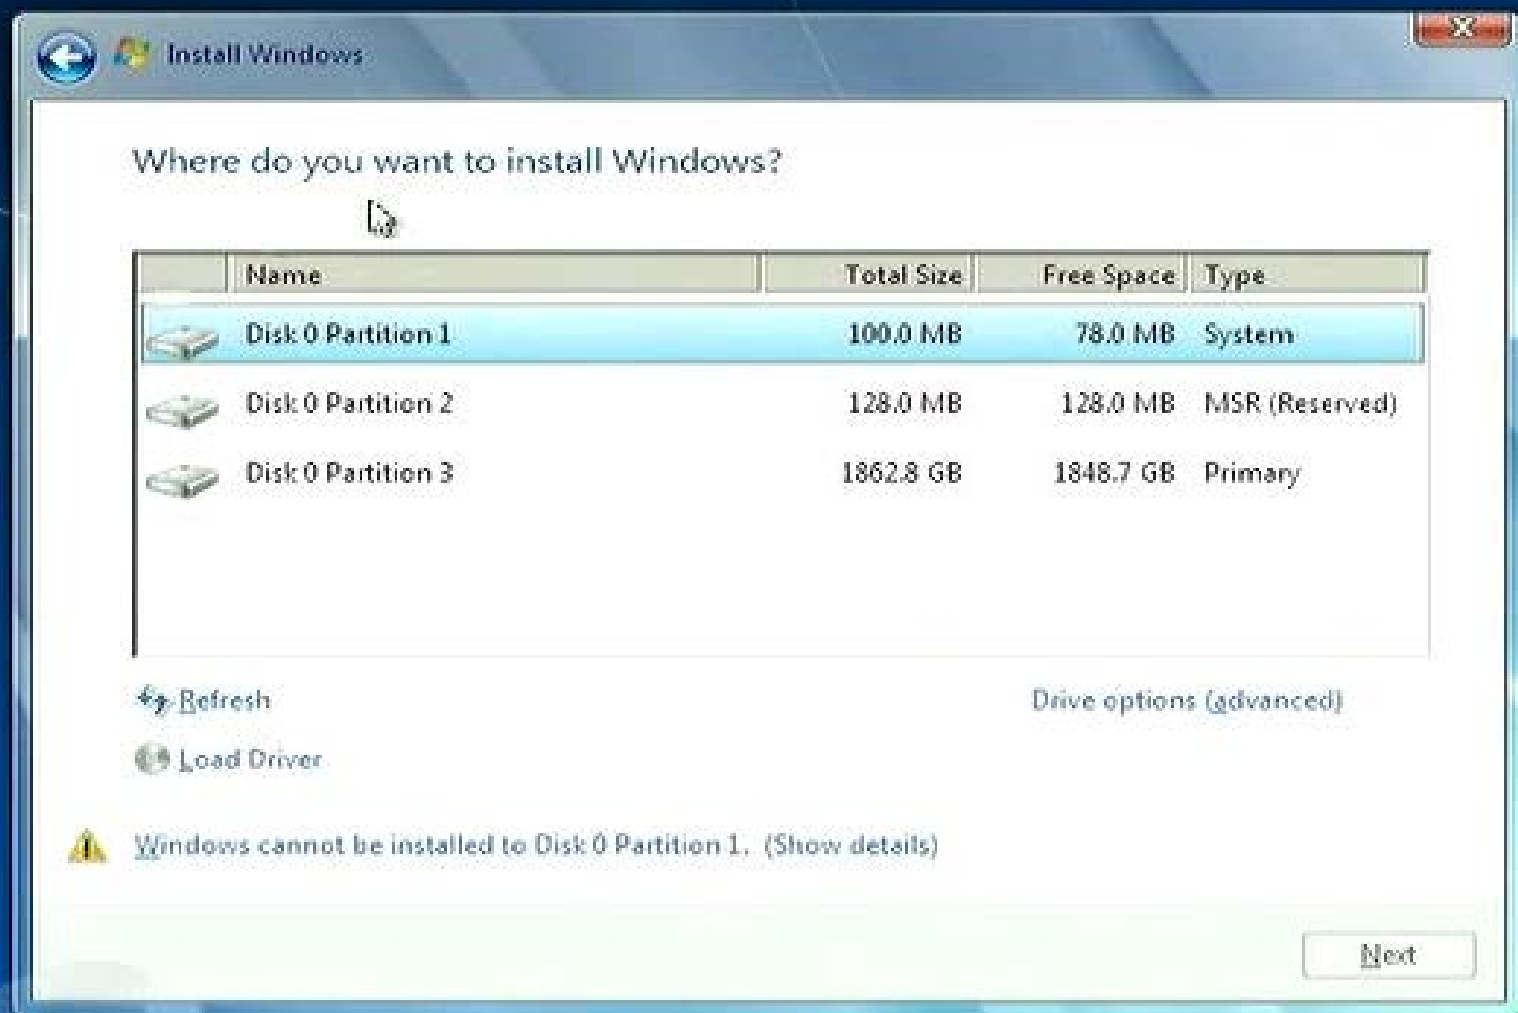 Install Windows
Where do you want to install Windows?
Name Total Size Free Space Type
Disk 0 Partition 1 100.0 MB 78.0 MB System
Disk 0 Partition 2 128.0 MB 128.0 MB MSR (Reserved)
Disk 0 Partition 3 1862.8 GB 1848.7 GB Primary
Refresh Drive options (advanced)
Load Driver
Windows cannot be installed to Disk 0 Partition 1. (Show details)
Next